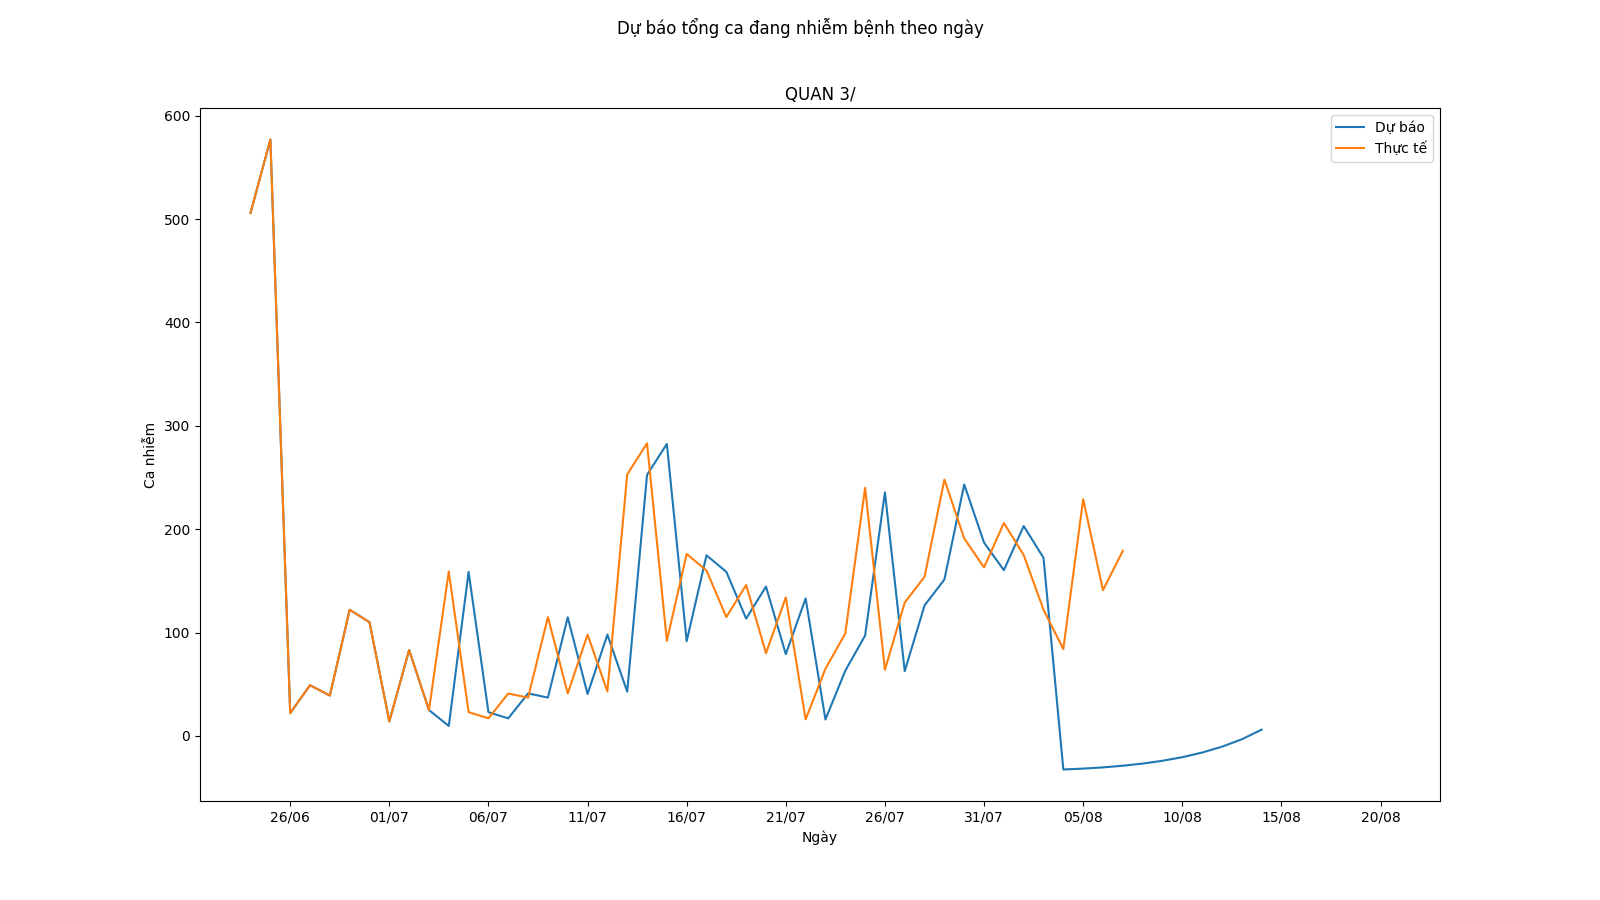 Dự báo tổng ca đang nhiễm bệnh theo ngày
QUAN 3/
Dự báo
Thực tế
600
500
400
300
200
100
0
Ca nhiễm
26/06 01/07 06/07 11/07 16/07 21/07 26/07 31/07 05/08 10/08 15/08 20/08
Ngày